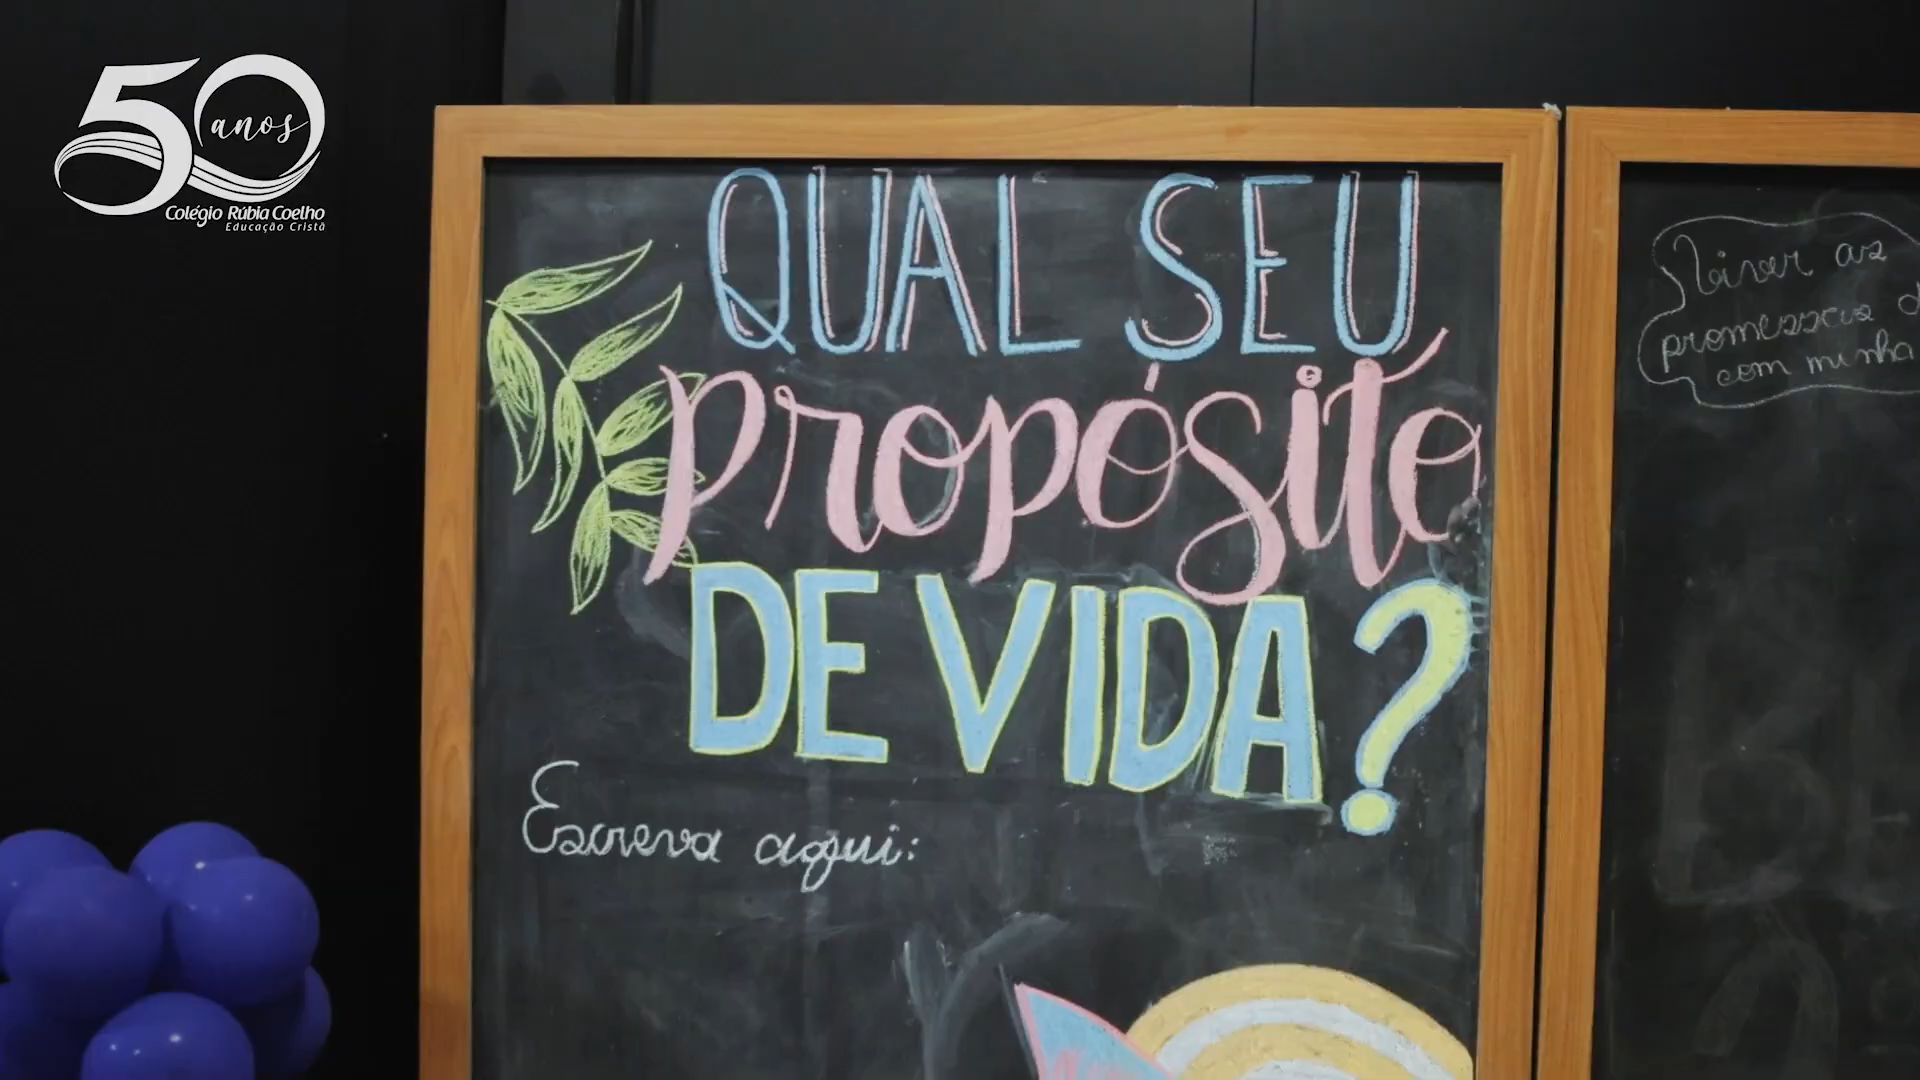 50
anos
Colégio Rúbia Coelho
Educação Cristã
QUAL SEU
propósito
DE VIDA?
Escreva aqui:
Viver as
promessas
com minha